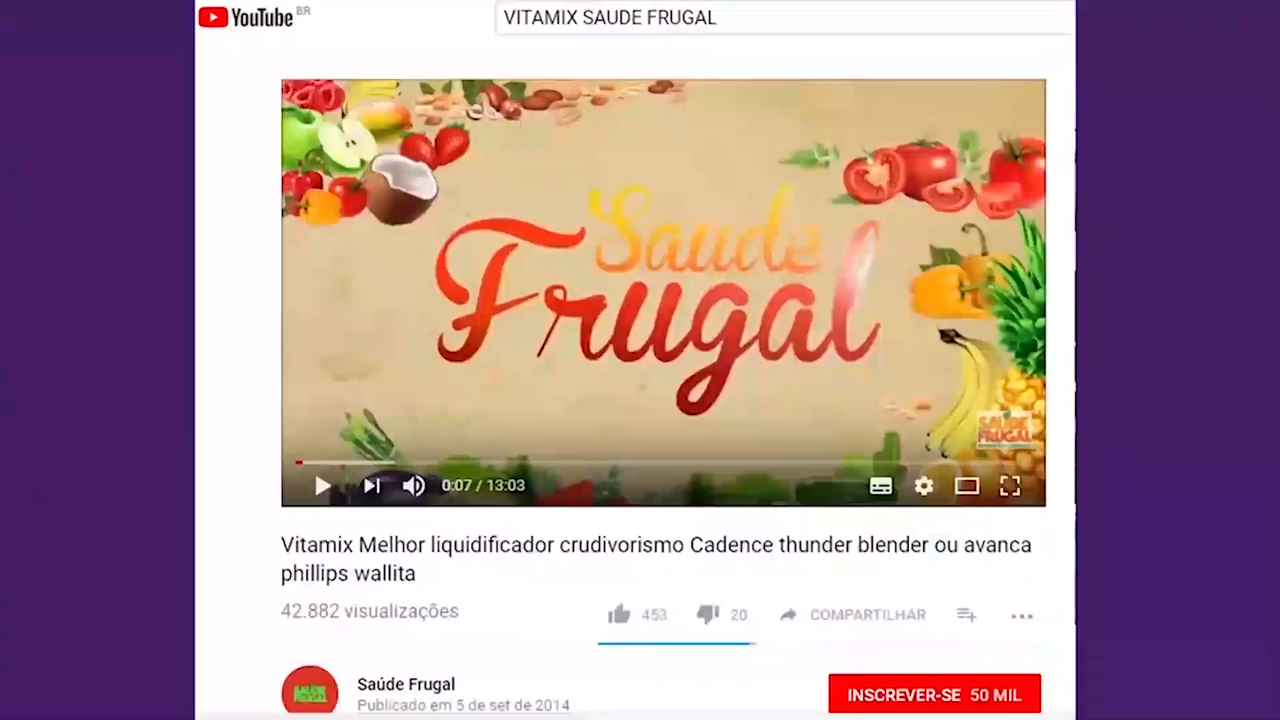 YouTube BR
VITAMIX SAUDE FRUGAL
Saude
Frugal
SAUDE
FRUGAL
0:07 / 13:03
Vitamix Melhor liquidificador crudivorismo Cadence thunder blender ou avanca
phillips wallita
42.882 visualizações
453
20
COMPARTILHAR
Saúde Frugal
INSCREVER-SE 50 MIL
Publicado em 5 de set de 2014